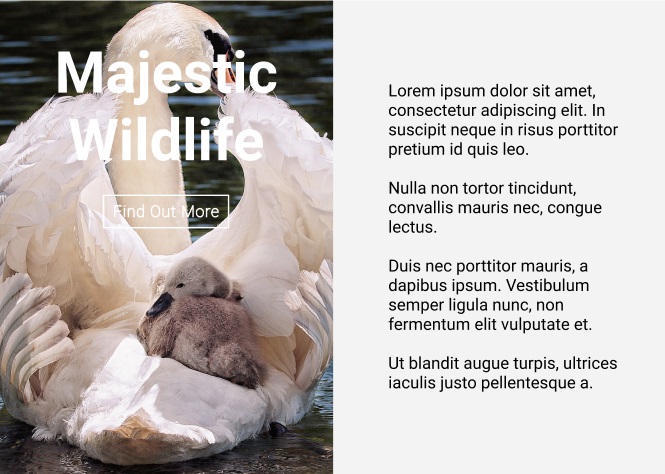 Majestic
Wildlife
Find Out More
Lorem ipsum dolor sit amet,
consectetur adipiscing elit. In
suscipit neque in risus porttitor
pretium id quis leo.
Nulla non tortor tincidunt,
convallis mauris nec, congue
lectus.
Duis nec porttitor mauris, a
dapibus ipsum. Vestibulum
semper ligula nunc, non
fermentum elit vulputate et.
Ut blandit augue turpis, ultrices
iaculis justo pellentesque a.